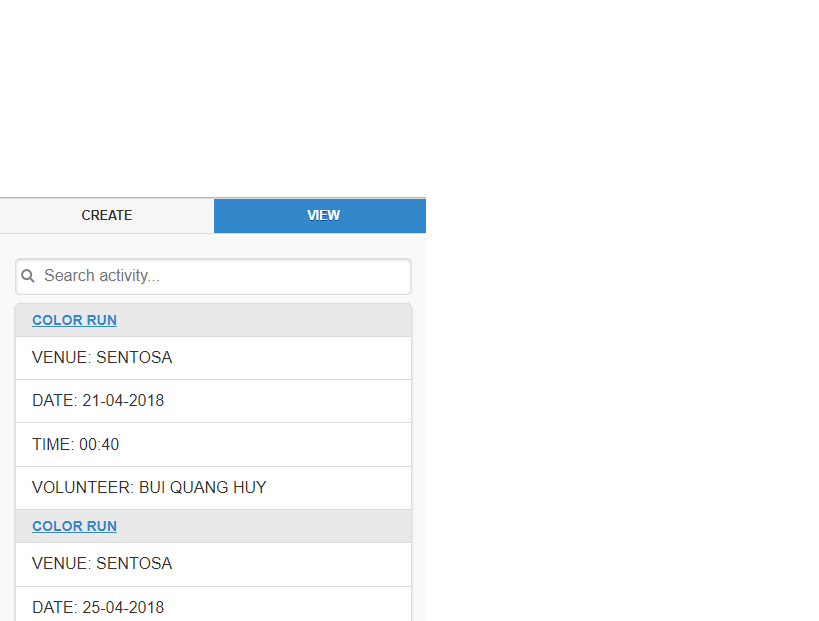 CREATE VIEW
Search activity...
COLOR RUN
VENUE: SENTOSA
DATE: 21-04-2018
TIME: 00:40
VOLUNTEER: BUI QUANG HUY
COLOR RUN
VENUE: SENTOSA
DATE: 25-04-2018